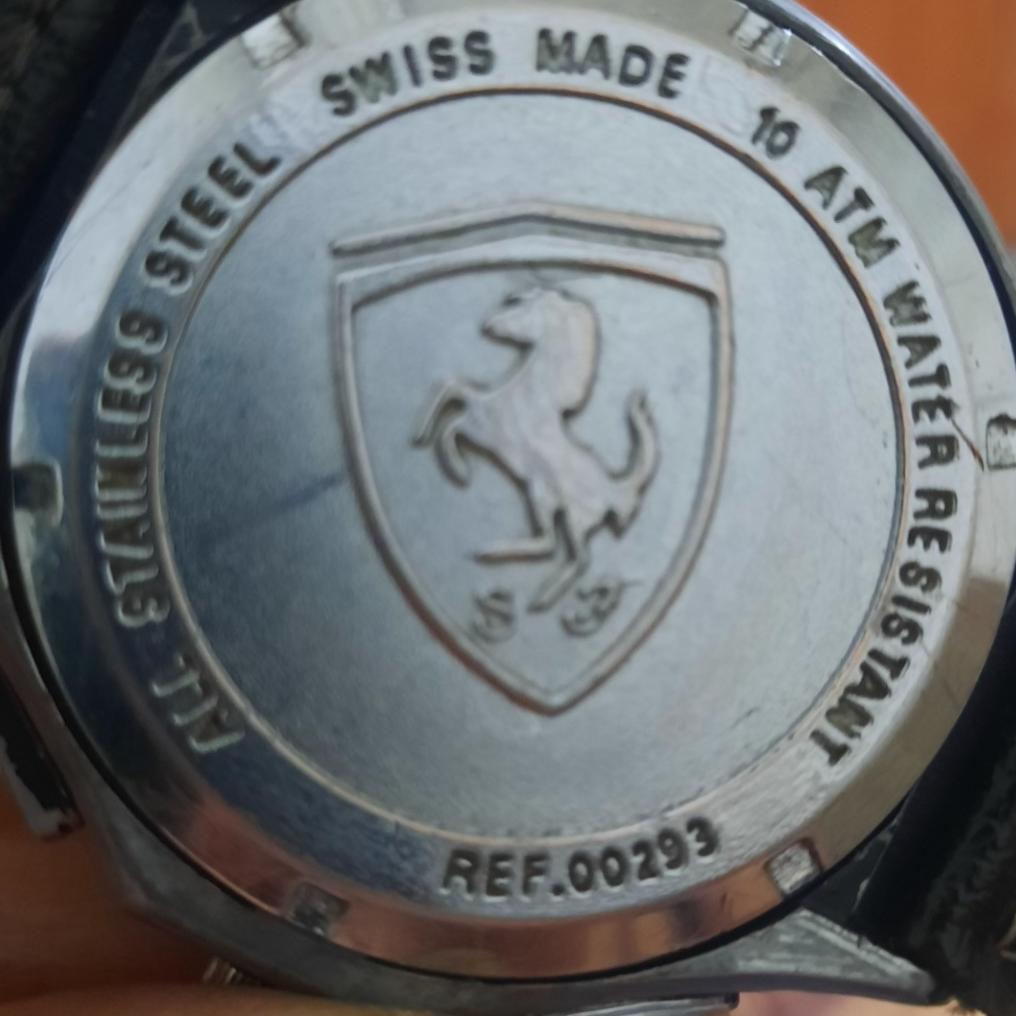 ALL STAINLESS STEEL
SWISS MADE
10 ATM WATER RESISTANT
REF.00293
S F